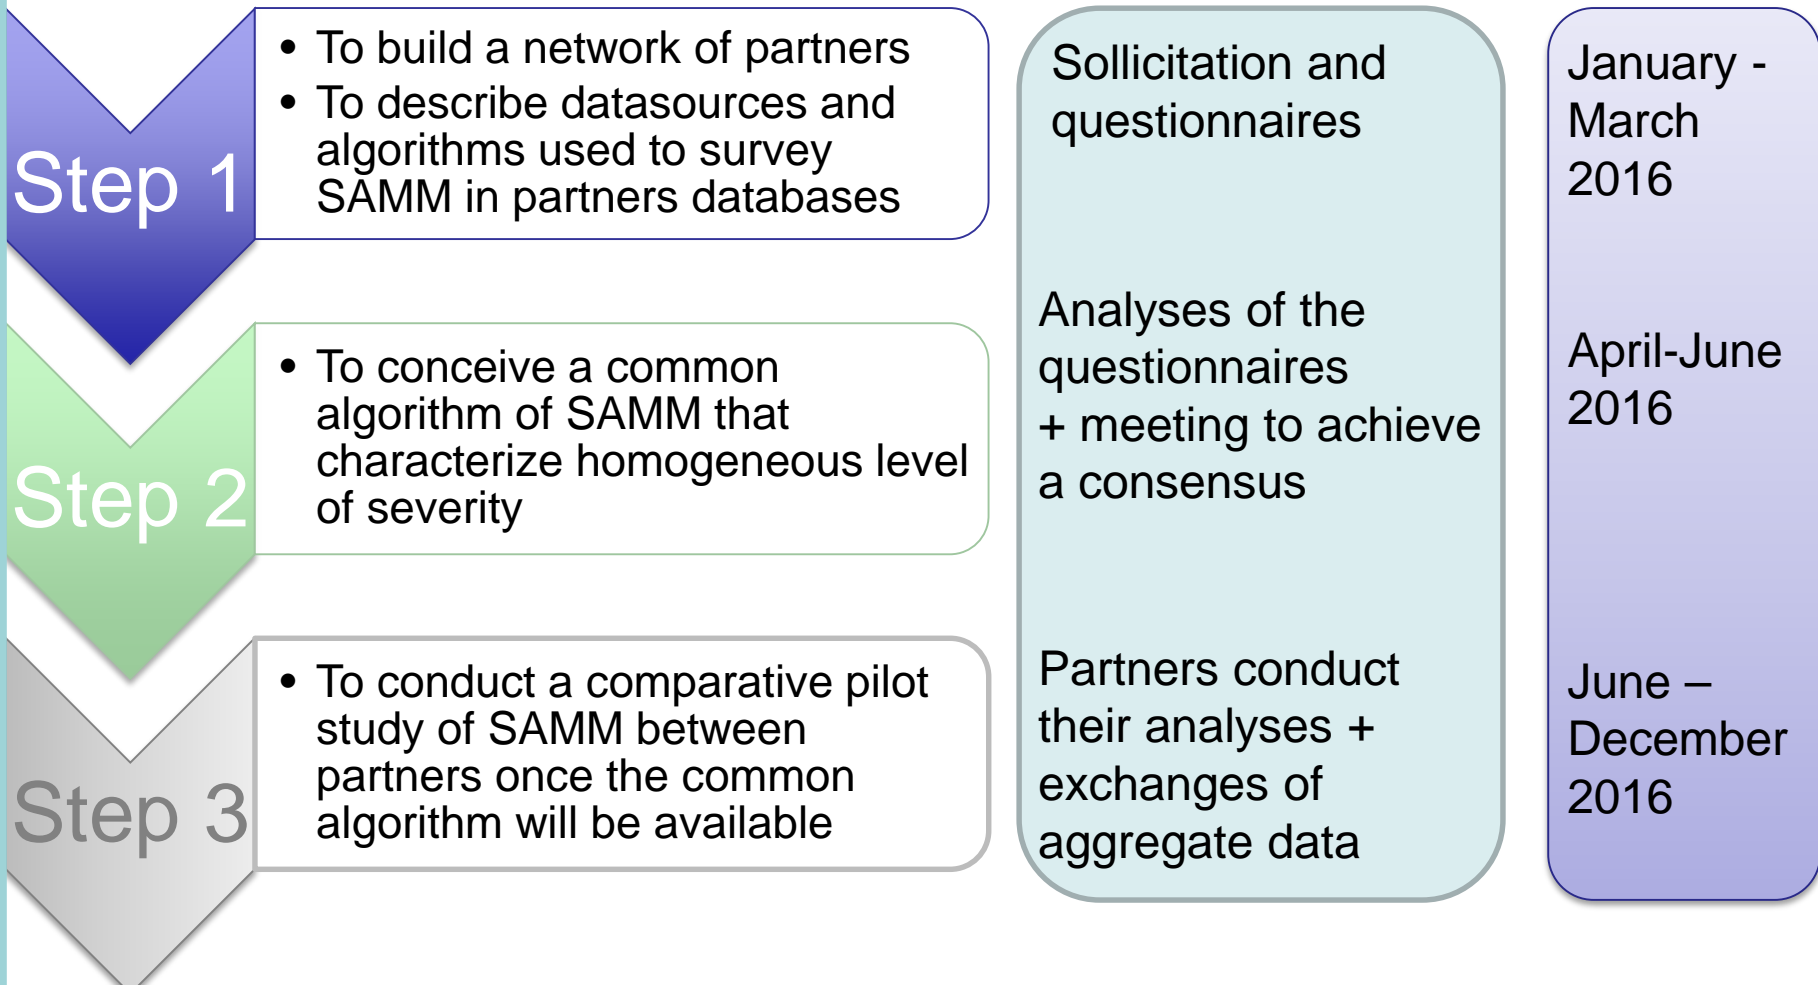 Step 1
• To build a network of partners
• To describe datasources and
algorithms used to survey
SAMM in partners databases
Sollicitation and
questionnaires
January -
March
2016
Step 2
• To conceive a common
algorithm of SAMM that
characterize homogeneous level
of severity
Analyses of the
questionnaires
+ meeting to achieve
a consensus
April-June
2016
Step 3
• To conduct a comparative pilot
study of SAMM between
partners once the common
algorithm will be available
Partners conduct
their analyses +
exchanges of
aggregate data
June –
December
2016